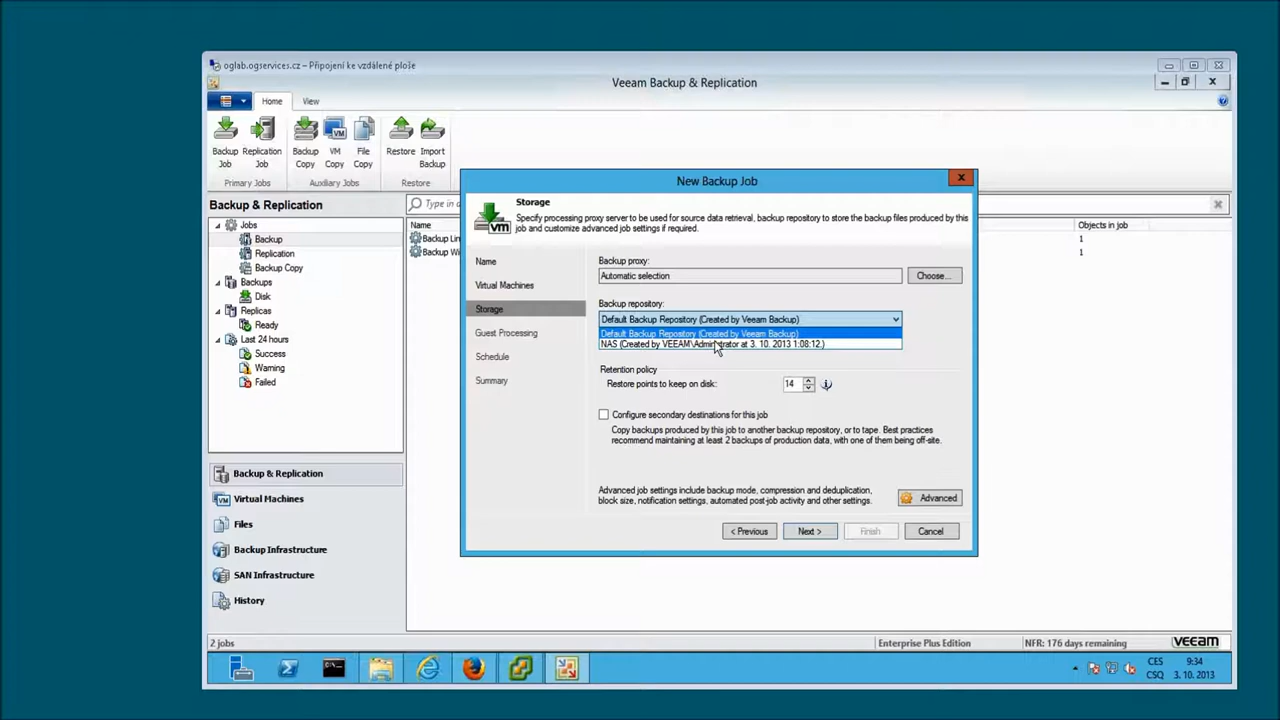 oglab.ogservices.cz – Připojení ke vzdálené ploše
Veeam Backup & Replication
Home
View
Backup Job
Replication Job
Backup Copy
VM Copy
File Copy
Restore
Import Backup
Primary Jobs
Auxiliary Jobs
Restore
Backup & Replication
Jobs
Backup
Replication
Backup Copy
Backups
Disk
Replicas
Ready
Last 24 hours
Success
Warning
Failed
Backup & Replication
Virtual Machines
Files
Backup Infrastructure
SAN Infrastructure
History
Type in
Name
Backup
Backup
Objects in job
1
1
New Backup Job
Storage
Specify processing proxy server to be used for source data retrieval, backup repository to store the backup files produced by this
job and customize advanced job settings if required.
vm
Name
Virtual Machines
Storage
Guest Processing
Schedule
Summary
Backup proxy:
Automatic selection
Choose...
Backup repository:
Default Backup Repository (Created by Veeam Backup)
Default Backup Repository (Created by Veeam Backup)
NAS (Created by VEEAM\Administrator at 3. 10. 2013 1:08:12.)
Retention policy
Restore points to keep on disk:
14
Configure secondary destinations for this job
Copy backups produced by this job to another backup repository, or to tape. Best practices
recommend maintaining at least 2 backups of production data, with one of them being off-site.
Advanced job settings include backup mode, compression and deduplication,
block size, notification settings, automated post-job activity and other settings.
Advanced
< Previous
Next >
Finish
Cancel
2 jobs
Enterprise Plus Edition
NFR: 176 days remaining
veeam
CES
CSQ
9:34
3. 10. 2013